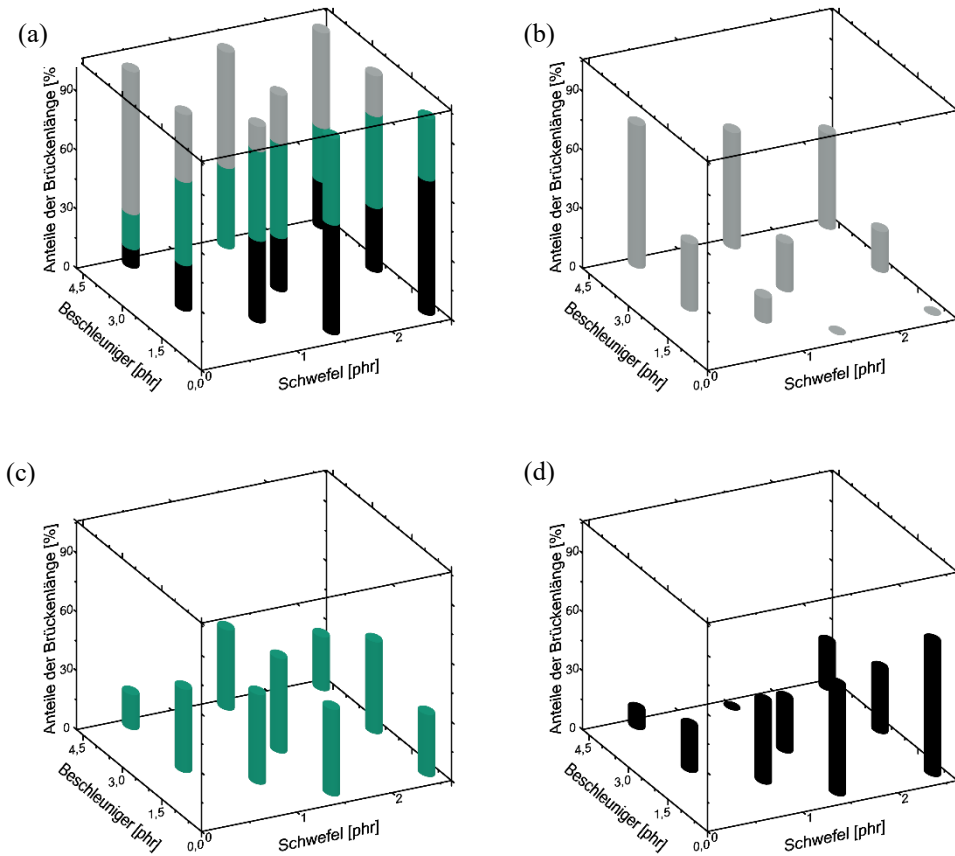 (a)
Anteile der Brückenlänge [%]
90
60
30
0
4,5
3,0
1,5
0,0
Beschleuniger [phr]
0
1
2
Schwefel [phr]
(b)
Anteile der Brückenlänge [%]
90
60
30
0
4,5
3,0
1,5
0,0
Beschleuniger [phr]
0
1
2
Schwefel [phr]
(c)
Anteile der Brückenlänge [%]
90
60
30
0
4,5
3,0
1,5
0,0
Beschleuniger [phr]
0
1
2
Schwefel [phr]
(d)
Anteile der Brückenlänge [%]
90
60
30
0
4,5
3,0
1,5
0,0
Beschleuniger [phr]
0
1
2
Schwefel [phr]